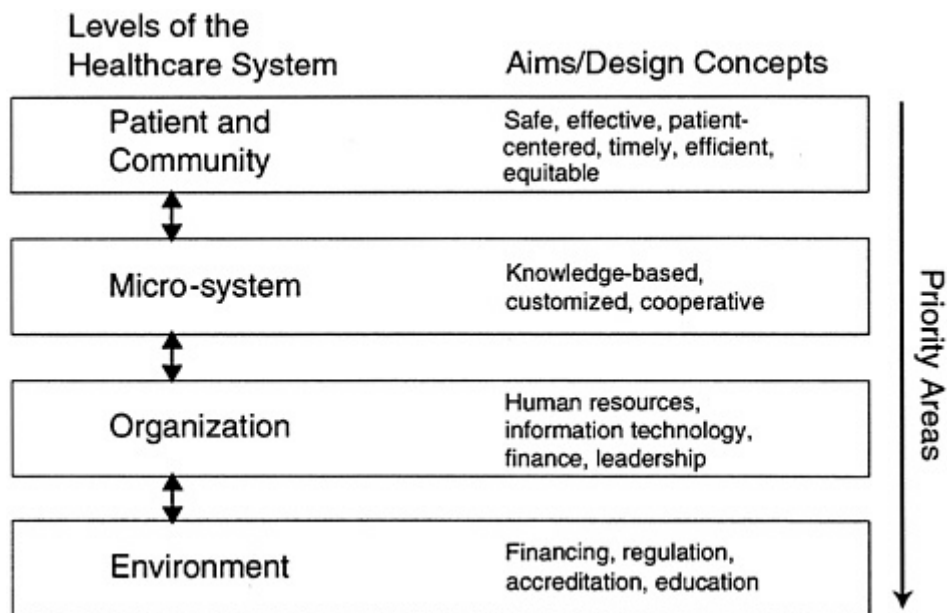 Levels of the
Healthcare System
Aims/Design Concepts
Patient and
Community
Safe, effective, patient-
centered, timely, efficient,
equitable
Micro-system
Knowledge-based,
customized, cooperative
Organization
Human resources,
information technology,
finance, leadership
Environment
Financing, regulation,
accreditation, education
Priority Areas